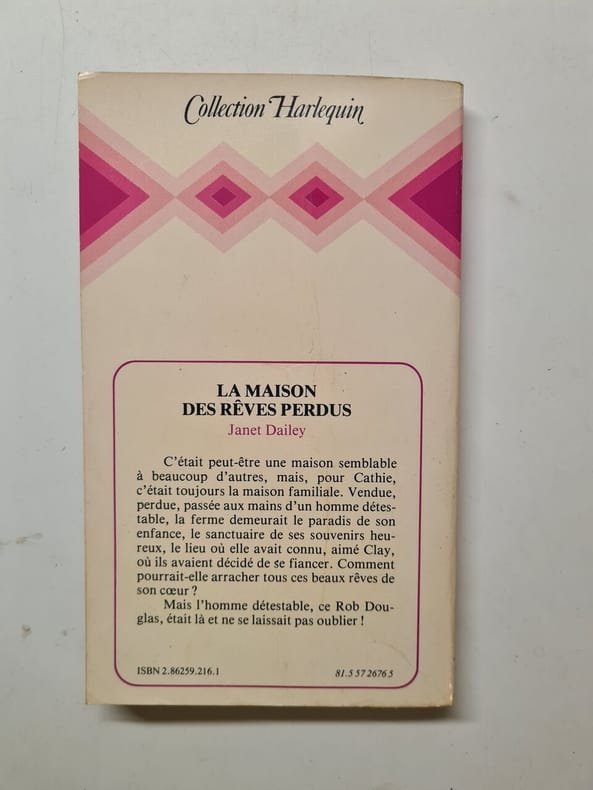 Collection Harlequin
LA MAISON
DES RÊVES PERDUS
Janet Dailey
C'était peut-être une maison semblable
à beaucoup d'autres, mais, pour Cathie,
c'était toujours la maison familiale. Vendue,
perdue, passée aux mains d'un homme détes-
table, la ferme demeurait le paradis de son
enfance, le sanctuaire de ses souvenirs heu-
reux, le lieu où elle avait connu, aimé Clay,
où ils avaient décidé de se fiancer. Comment
pourrait-elle arracher tous ces beaux rêves de
son cœur ?
Mais l'homme détestable, ce Rob Dou-
glas, était là et ne se laissait pas oublier !
ISBN 2.86259.216.1
81.5 57 2676 5